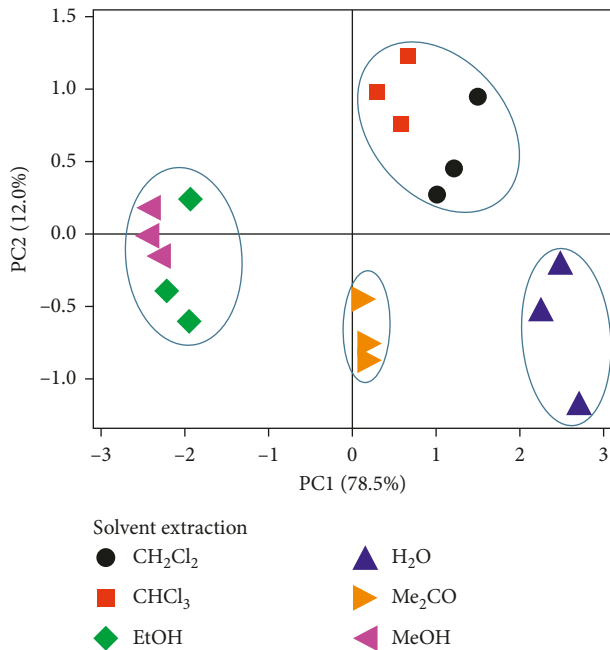 1.5
1.0
0.5
0.0
−0.5
−1.0
PC2 (12.0%)
−3 −2 −1 0 1 2 3
PC1 (78.5%)
Solvent extraction
CH₂Cl₂
CHCl₃
EtOH
H₂O
Me₂CO
MeOH